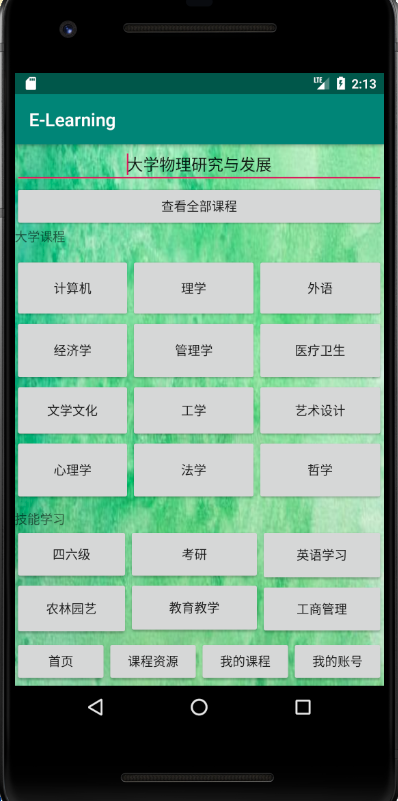 LTE 2:13
E-Learning
大学物理研究与发展
查看全部课程
大学课程
计算机 理学 外语
经济学 管理学 医疗卫生
文学文化 工学 艺术设计
心理学 法学 哲学
技能学习
四六级 考研 英语学习
农林园艺 教育教学 工商管理
首页 课程资源 我的课程 我的账号